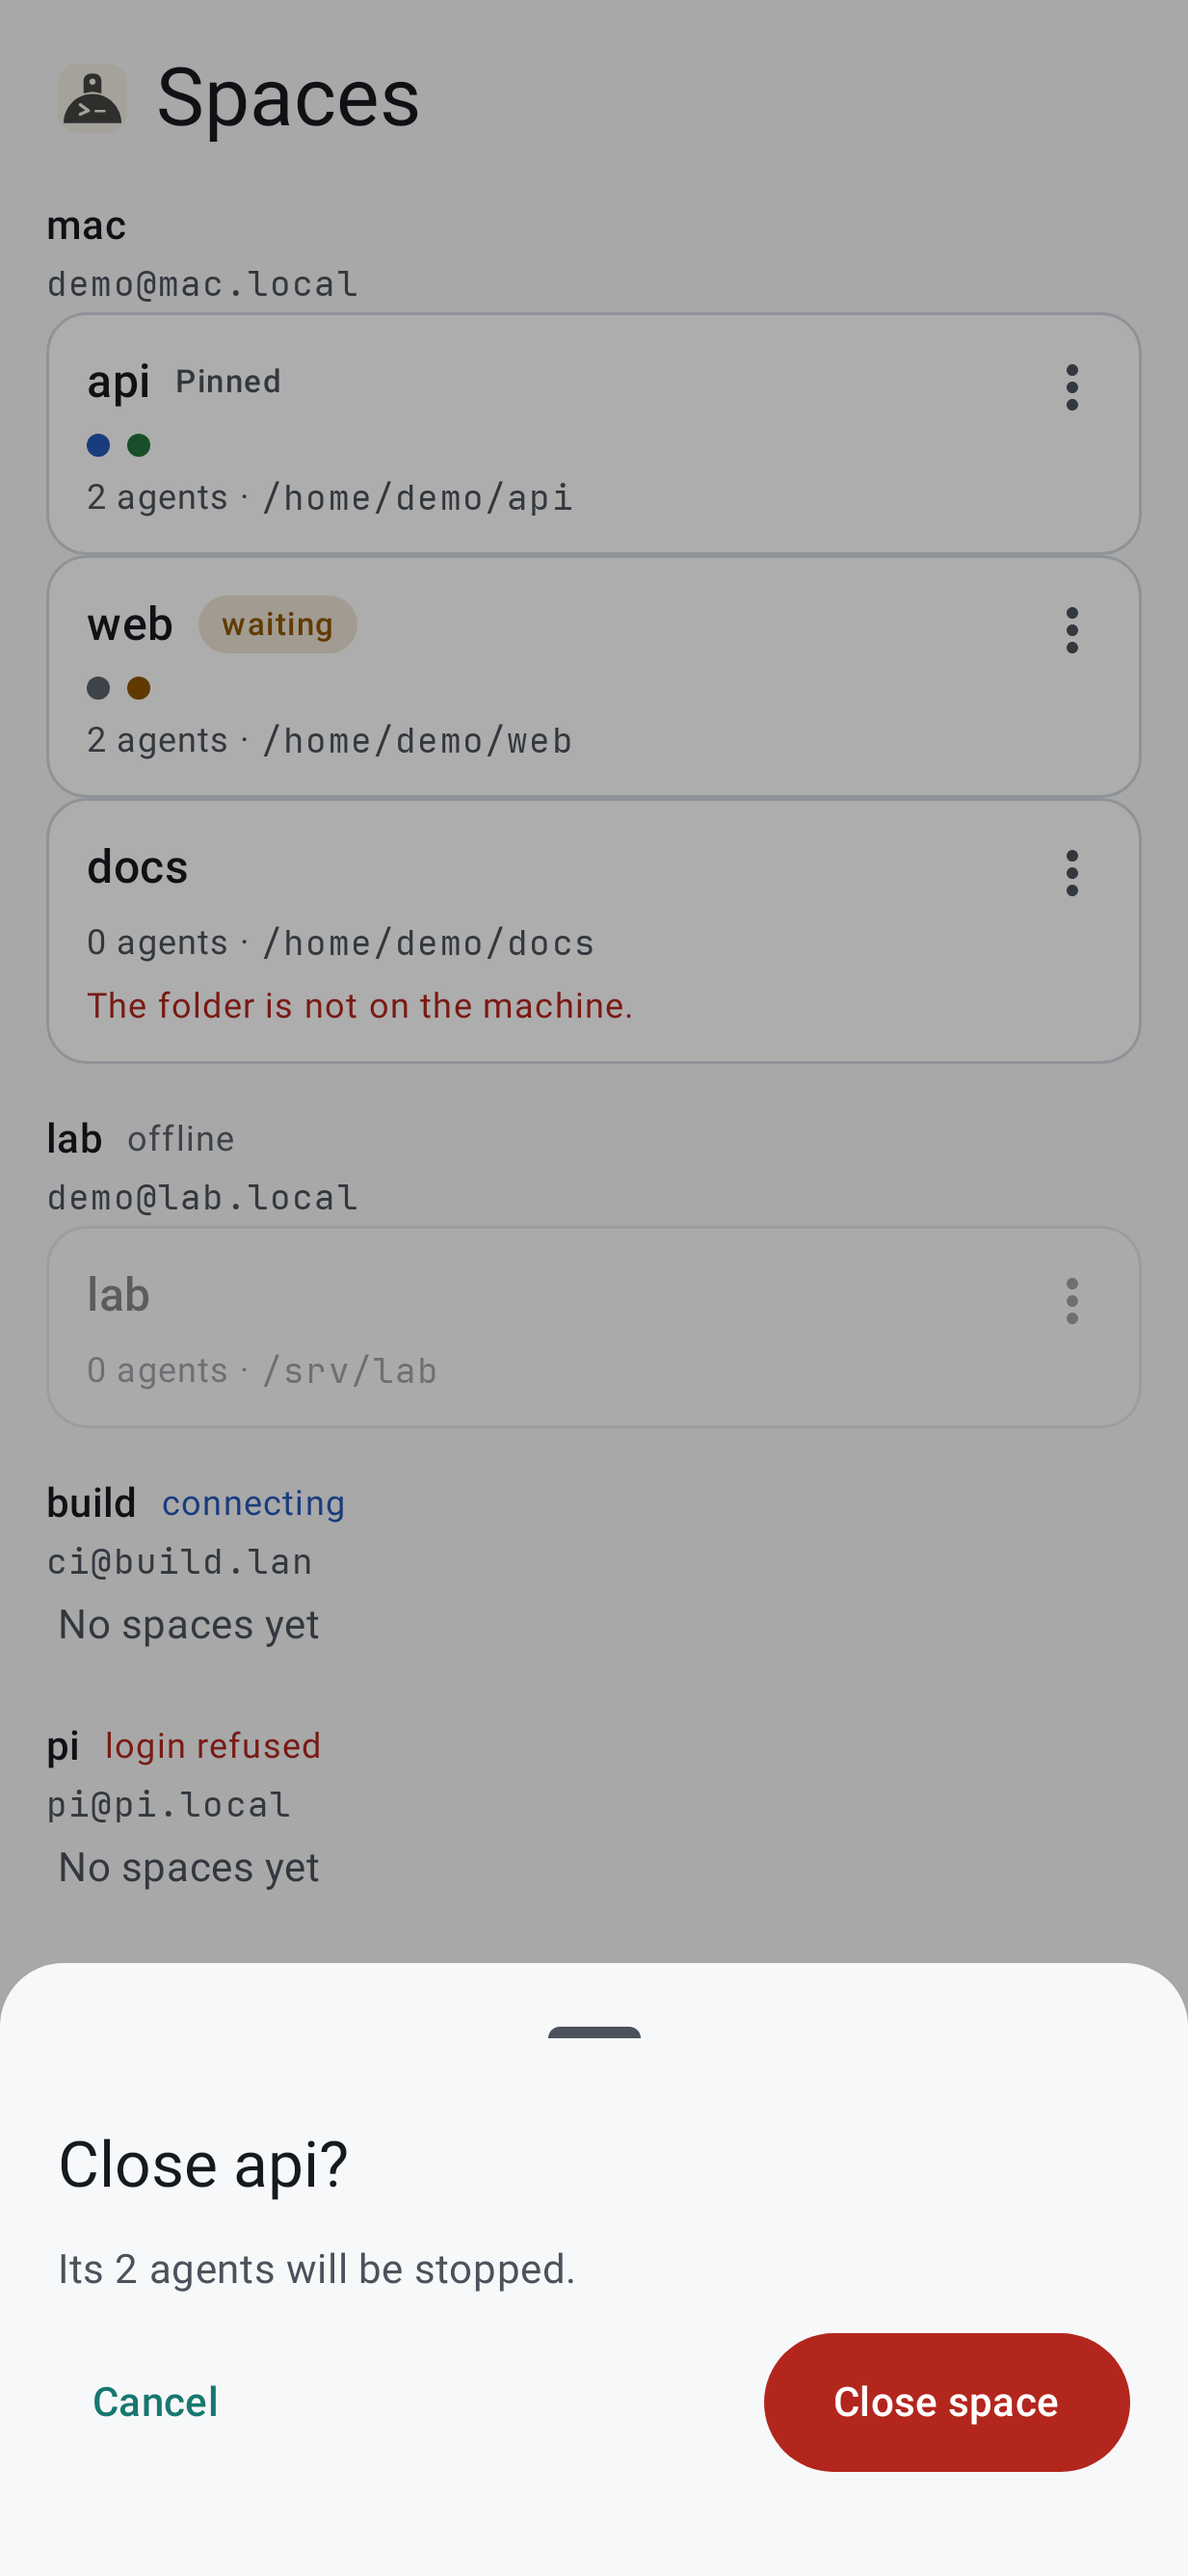 Spaces
mac
demo@mac.local
api Pinned
2 agents · /home/demo/api
web waiting
2 agents · /home/demo/web
docs
0 agents · /home/demo/docs
The folder is not on the machine.
lab offline
demo@lab.local
lab
0 agents · /srv/lab
build connecting
ci@build.lan
No spaces yet
pi login refused
pi@pi.local
No spaces yet
Close api?
Its 2 agents will be stopped.
Cancel Close space